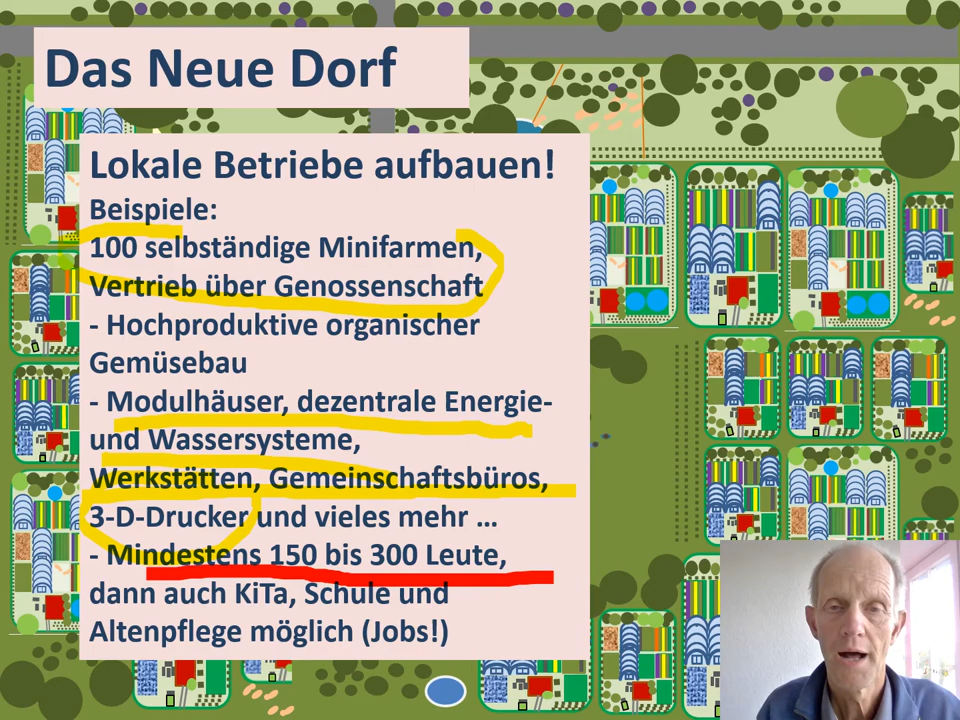 Das Neue Dorf
Lokale Betriebe aufbauen!
Beispiele:
100 selbständige Minifarmen,
Vertrieb über Genossenschaft
- Hochproduktive organischer
Gemüsebau
- Modulhäuser, dezentrale Energie-
und Wassersysteme,
Werkstätten, Gemeinschaftsbüros,
3-D-Drucker und vieles mehr ...
- Mindestens 150 bis 300 Leute,
dann auch KiTa, Schule und
Altenpflege möglich (Jobs!)